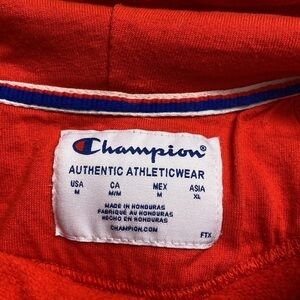 Champion®
AUTHENTIC ATHLETICWEAR
USA CA MEX ASIA
M M/M M XL
MADE IN HONDURAS
FABRIQUÉ AU HONDURAS
HECHO EN HONDURAS
CHAMPION.COM
FTX